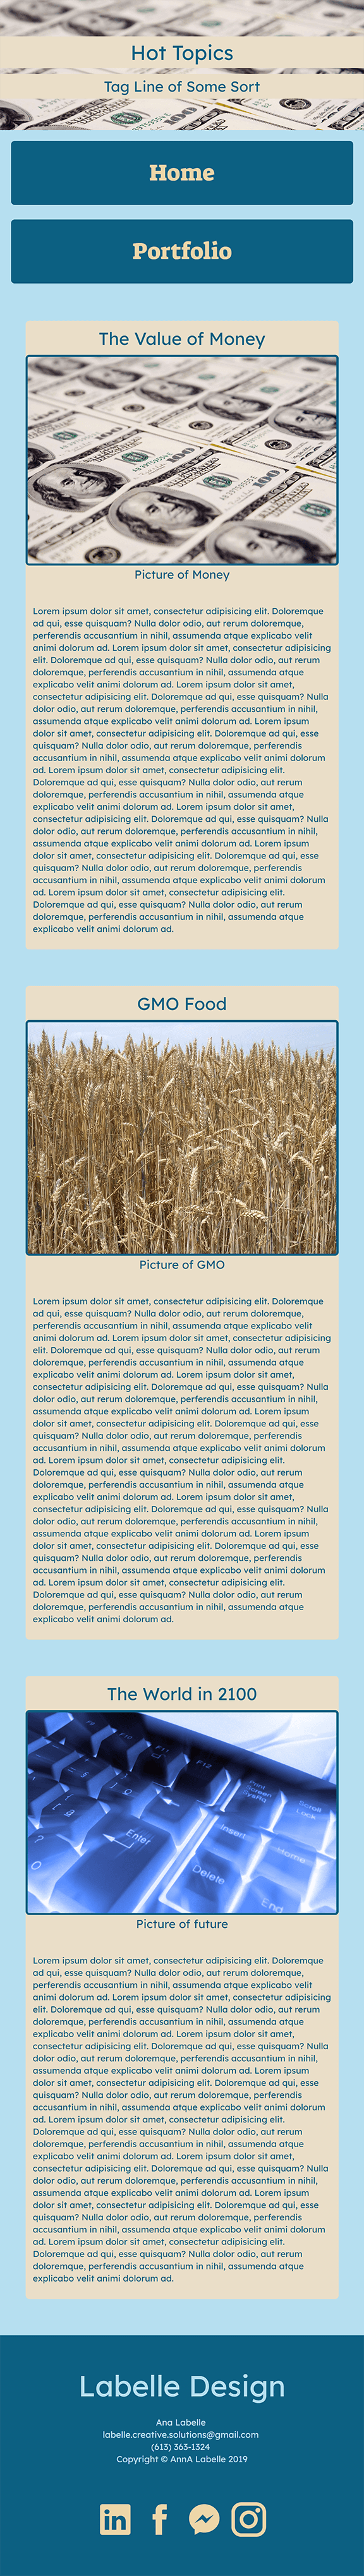 Hot Topics
Tag Line of Some Sort
Home
Portfolio
The Value of Money
Picture of Money
Lorem ipsum dolor sit amet, consectetur adipisicing elit. Doloremque
ad qui, esse quisquam? Nulla dolor odio, aut rerum doloremque,
perferendis accusantium in nihil, assumenda atque explicabo velit
animi dolorum ad. Lorem ipsum dolor sit amet, consectetur adipisicing
elit. Doloremque ad qui, esse quisquam? Nulla dolor odio, aut rerum
doloremque, perferendis accusantium in nihil, assumenda atque
explicabo velit animi dolorum ad. Lorem ipsum dolor sit amet,
consectetur adipisicing elit. Doloremque ad qui, esse quisquam? Nulla
dolor odio, aut rerum doloremque, perferendis accusantium in nihil,
assumenda atque explicabo velit animi dolorum ad. Lorem ipsum
dolor sit amet, consectetur adipisicing elit. Doloremque ad qui, esse
quisquam? Nulla dolor odio, aut rerum doloremque, perferendis
accusantium in nihil, assumenda atque explicabo velit animi dolorum
ad. Lorem ipsum dolor sit amet, consectetur adipisicing elit.
Doloremque ad qui, esse quisquam? Nulla dolor odio, aut rerum
doloremque, perferendis accusantium in nihil, assumenda atque
explicabo velit animi dolorum ad. Lorem ipsum dolor sit amet,
consectetur adipisicing elit. Doloremque ad qui, esse quisquam? Nulla
dolor odio, aut rerum doloremque, perferendis accusantium in nihil,
assumenda atque explicabo velit animi dolorum ad. Lorem ipsum
dolor sit amet, consectetur adipisicing elit. Doloremque ad qui, esse
quisquam? Nulla dolor odio, aut rerum doloremque, perferendis
accusantium in nihil, assumenda atque explicabo velit animi dolorum
ad. Lorem ipsum dolor sit amet, consectetur adipisicing elit.
Doloremque ad qui, esse quisquam? Nulla dolor odio, aut rerum
doloremque, perferendis accusantium in nihil, assumenda atque
explicabo velit animi dolorum ad.
GMO Food
Picture of GMO
Lorem ipsum dolor sit amet, consectetur adipisicing elit. Doloremque
ad qui, esse quisquam? Nulla dolor odio, aut rerum doloremque,
perferendis accusantium in nihil, assumenda atque explicabo velit
animi dolorum ad. Lorem ipsum dolor sit amet, consectetur adipisicing
elit. Doloremque ad qui, esse quisquam? Nulla dolor odio, aut rerum
doloremque, perferendis accusantium in nihil, assumenda atque
explicabo velit animi dolorum ad. Lorem ipsum dolor sit amet,
consectetur adipisicing elit. Doloremque ad qui, esse quisquam? Nulla
dolor odio, aut rerum doloremque, perferendis accusantium in nihil,
assumenda atque explicabo velit animi dolorum ad. Lorem ipsum
dolor sit amet, consectetur adipisicing elit. Doloremque ad qui, esse
quisquam? Nulla dolor odio, aut rerum doloremque, perferendis
accusantium in nihil, assumenda atque explicabo velit animi dolorum
ad. Lorem ipsum dolor sit amet, consectetur adipisicing elit.
Doloremque ad qui, esse quisquam? Nulla dolor odio, aut rerum
doloremque, perferendis accusantium in nihil, assumenda atque
explicabo velit animi dolorum ad. Lorem ipsum dolor sit amet,
consectetur adipisicing elit. Doloremque ad qui, esse quisquam? Nulla
dolor odio, aut rerum doloremque, perferendis accusantium in nihil,
assumenda atque explicabo velit animi dolorum ad. Lorem ipsum
dolor sit amet, consectetur adipisicing elit. Doloremque ad qui, esse
quisquam? Nulla dolor odio, aut rerum doloremque, perferendis
accusantium in nihil, assumenda atque explicabo velit animi dolorum
ad. Lorem ipsum dolor sit amet, consectetur adipisicing elit.
Doloremque ad qui, esse quisquam? Nulla dolor odio, aut rerum
doloremque, perferendis accusantium in nihil, assumenda atque
explicabo velit animi dolorum ad.
The World in 2100
F10
F11
F12
Print Screen SysRq
Scroll Lock
Enter
Insert
Home
Delete
End
Picture of future
Lorem ipsum dolor sit amet, consectetur adipisicing elit. Doloremque
ad qui, esse quisquam? Nulla dolor odio, aut rerum doloremque,
perferendis accusantium in nihil, assumenda atque explicabo velit
animi dolorum ad. Lorem ipsum dolor sit amet, consectetur adipisicing
elit. Doloremque ad qui, esse quisquam? Nulla dolor odio, aut rerum
doloremque, perferendis accusantium in nihil, assumenda atque
explicabo velit animi dolorum ad. Lorem ipsum dolor sit amet,
consectetur adipisicing elit. Doloremque ad qui, esse quisquam? Nulla
dolor odio, aut rerum doloremque, perferendis accusantium in nihil,
assumenda atque explicabo velit animi dolorum ad. Lorem ipsum
dolor sit amet, consectetur adipisicing elit. Doloremque ad qui, esse
quisquam? Nulla dolor odio, aut rerum doloremque, perferendis
accusantium in nihil, assumenda atque explicabo velit animi dolorum
ad. Lorem ipsum dolor sit amet, consectetur adipisicing elit.
Doloremque ad qui, esse quisquam? Nulla dolor odio, aut rerum
doloremque, perferendis accusantium in nihil, assumenda atque
explicabo velit animi dolorum ad. Lorem ipsum dolor sit amet,
consectetur adipisicing elit. Doloremque ad qui, esse quisquam? Nulla
dolor odio, aut rerum doloremque, perferendis accusantium in nihil,
assumenda atque explicabo velit animi dolorum ad. Lorem ipsum
dolor sit amet, consectetur adipisicing elit. Doloremque ad qui, esse
quisquam? Nulla dolor odio, aut rerum doloremque, perferendis
accusantium in nihil, assumenda atque explicabo velit animi dolorum
ad. Lorem ipsum dolor sit amet, consectetur adipisicing elit.
Doloremque ad qui, esse quisquam? Nulla dolor odio, aut rerum
doloremque, perferendis accusantium in nihil, assumenda atque
explicabo velit animi dolorum ad.
Labelle Design
Ana Labelle
labelle.creative.solutions@gmail.com
(613) 363-1324
Copyright © AnnA Labelle 2019